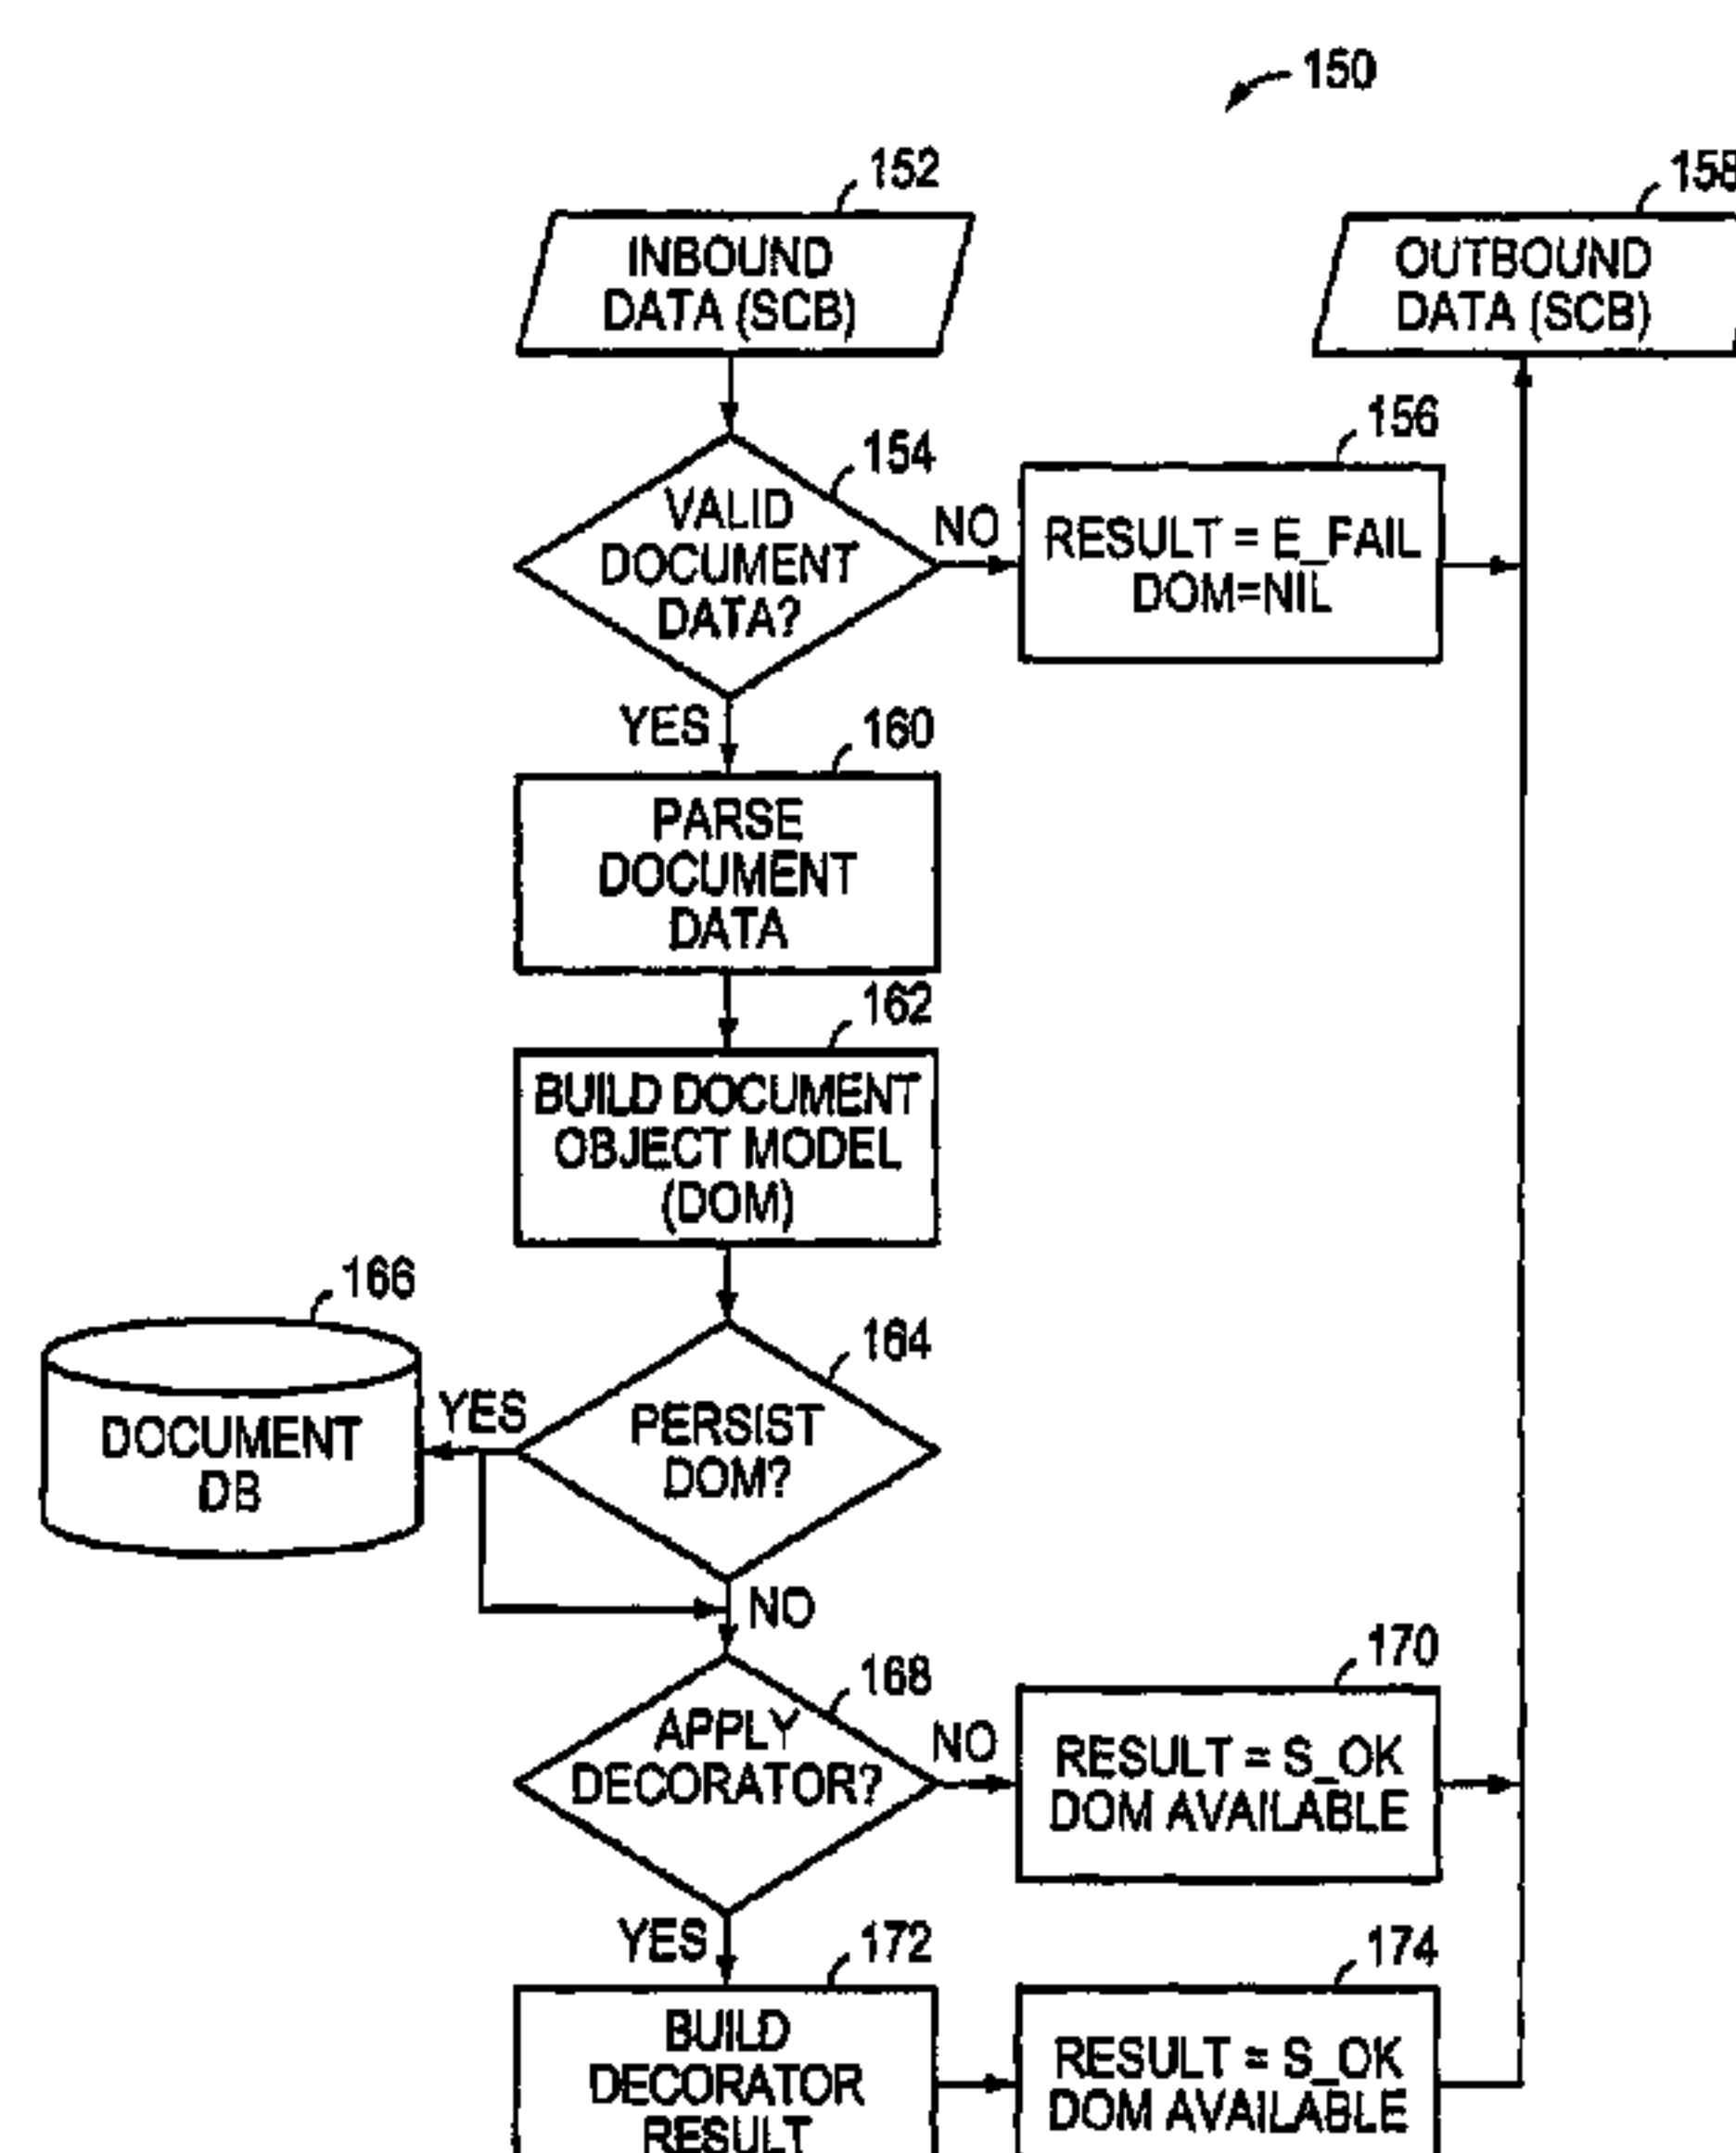 150
152
158
INBOUND
DATA (SCB)
OUTBOUND
DATA (SCB)
154
156
VALID
DOCUMENT
DATA?
NO
RESULT = E_FAIL
DOM=NIL
YES
160
PARSE
DOCUMENT
DATA
162
BUILD DOCUMENT
OBJECT MODEL
(DOM)
166
164
DOCUMENT
DB
YES
PERSIST
DOM?
NO
168
170
APPLY
DECORATOR?
NO
RESULT = S_OK
DOM AVAILABLE
YES
172
174
BUILD
DECORATOR
RESULT
RESULT = S_OK
DOM AVAILABLE